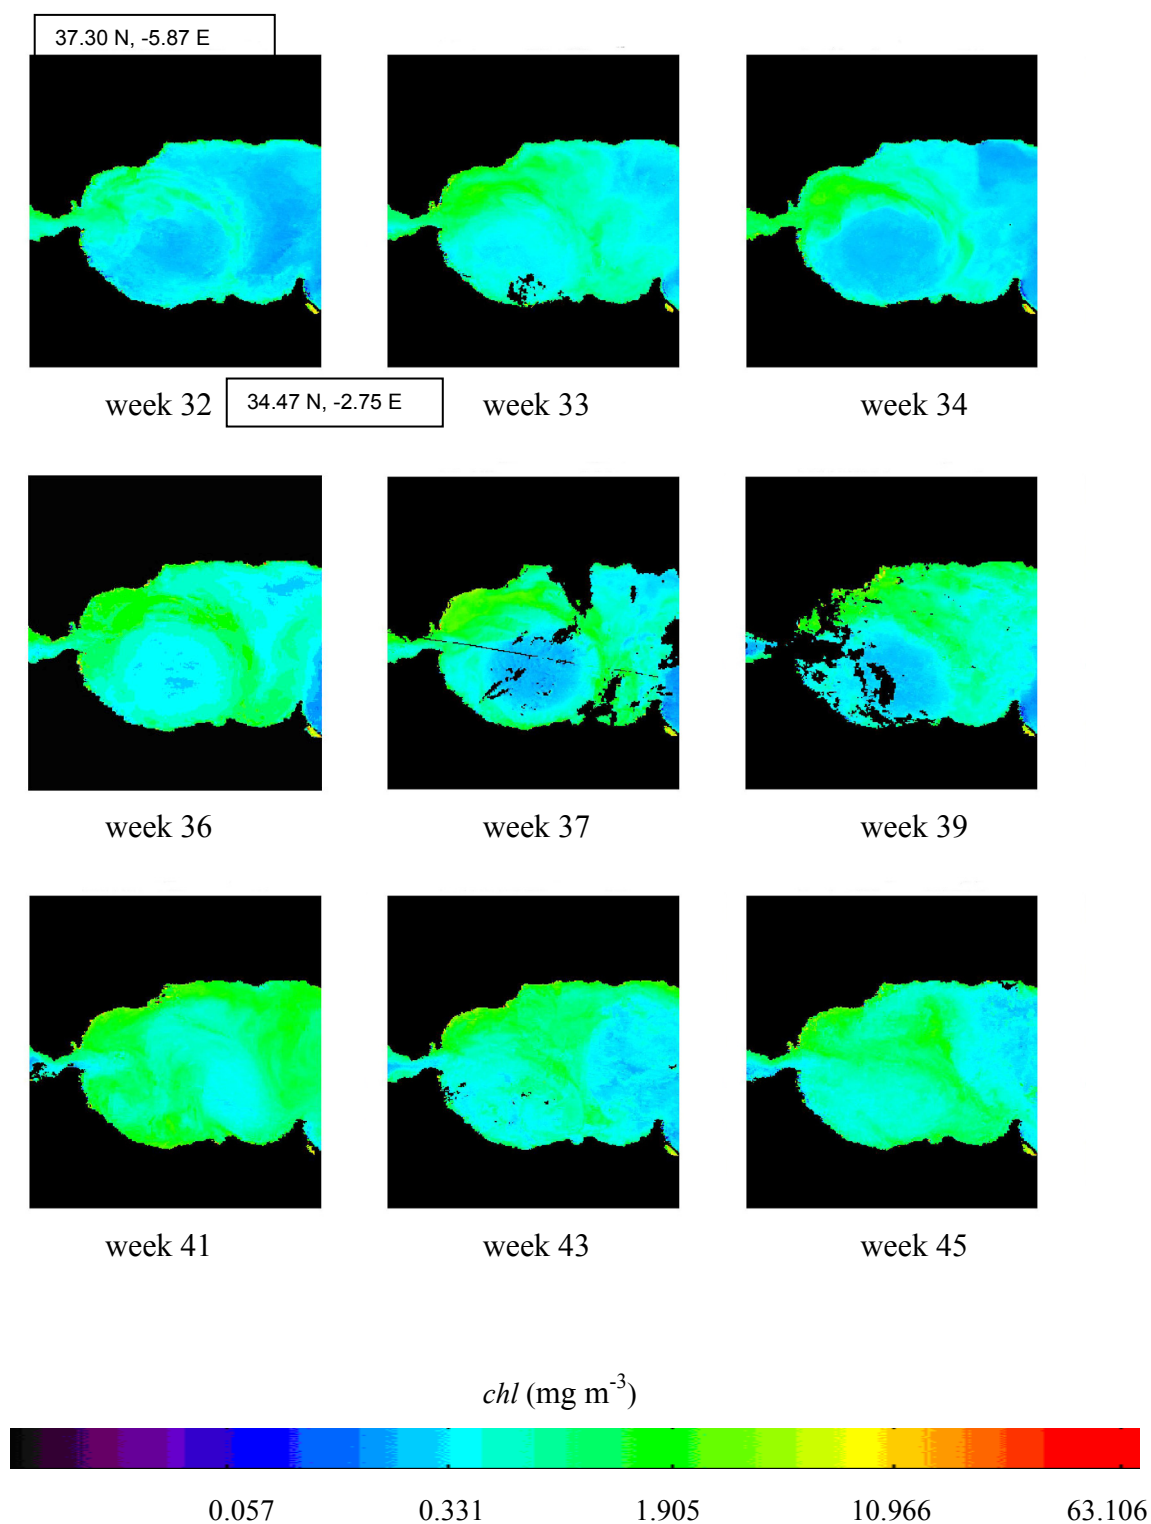 37.30 N, -5.87 E
week 32
34.47 N, -2.75 E
week 33
week 34
week 36
week 37
week 39
week 41
week 43
week 45
chl (mg m-3)
0.057 0.331 1.905 10.966 63.106